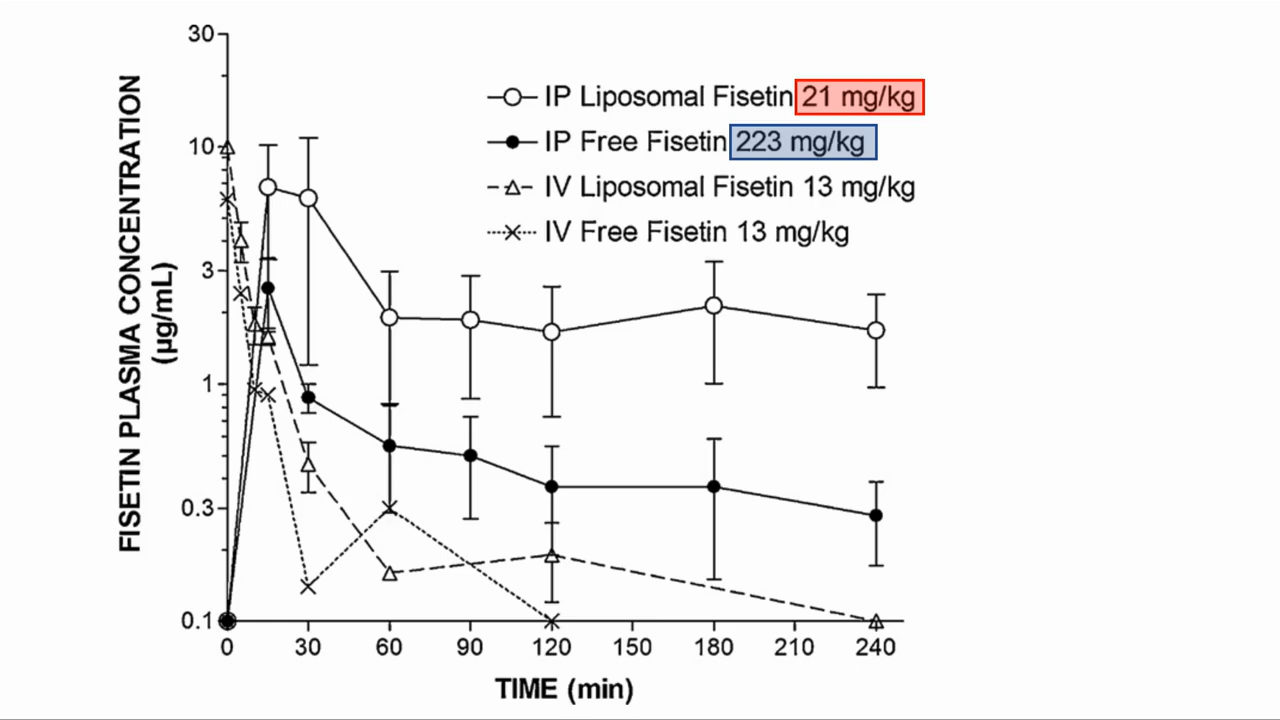 30
10
3
1
0.3
0.1
FISETIN PLASMA CONCENTRATION
(µg/mL)
IP Liposomal Fisetin 21 mg/kg
IP Free Fisetin 223 mg/kg
IV Liposomal Fisetin 13 mg/kg
IV Free Fisetin 13 mg/kg
0 30 60 90 120 150 180 210 240
TIME (min)